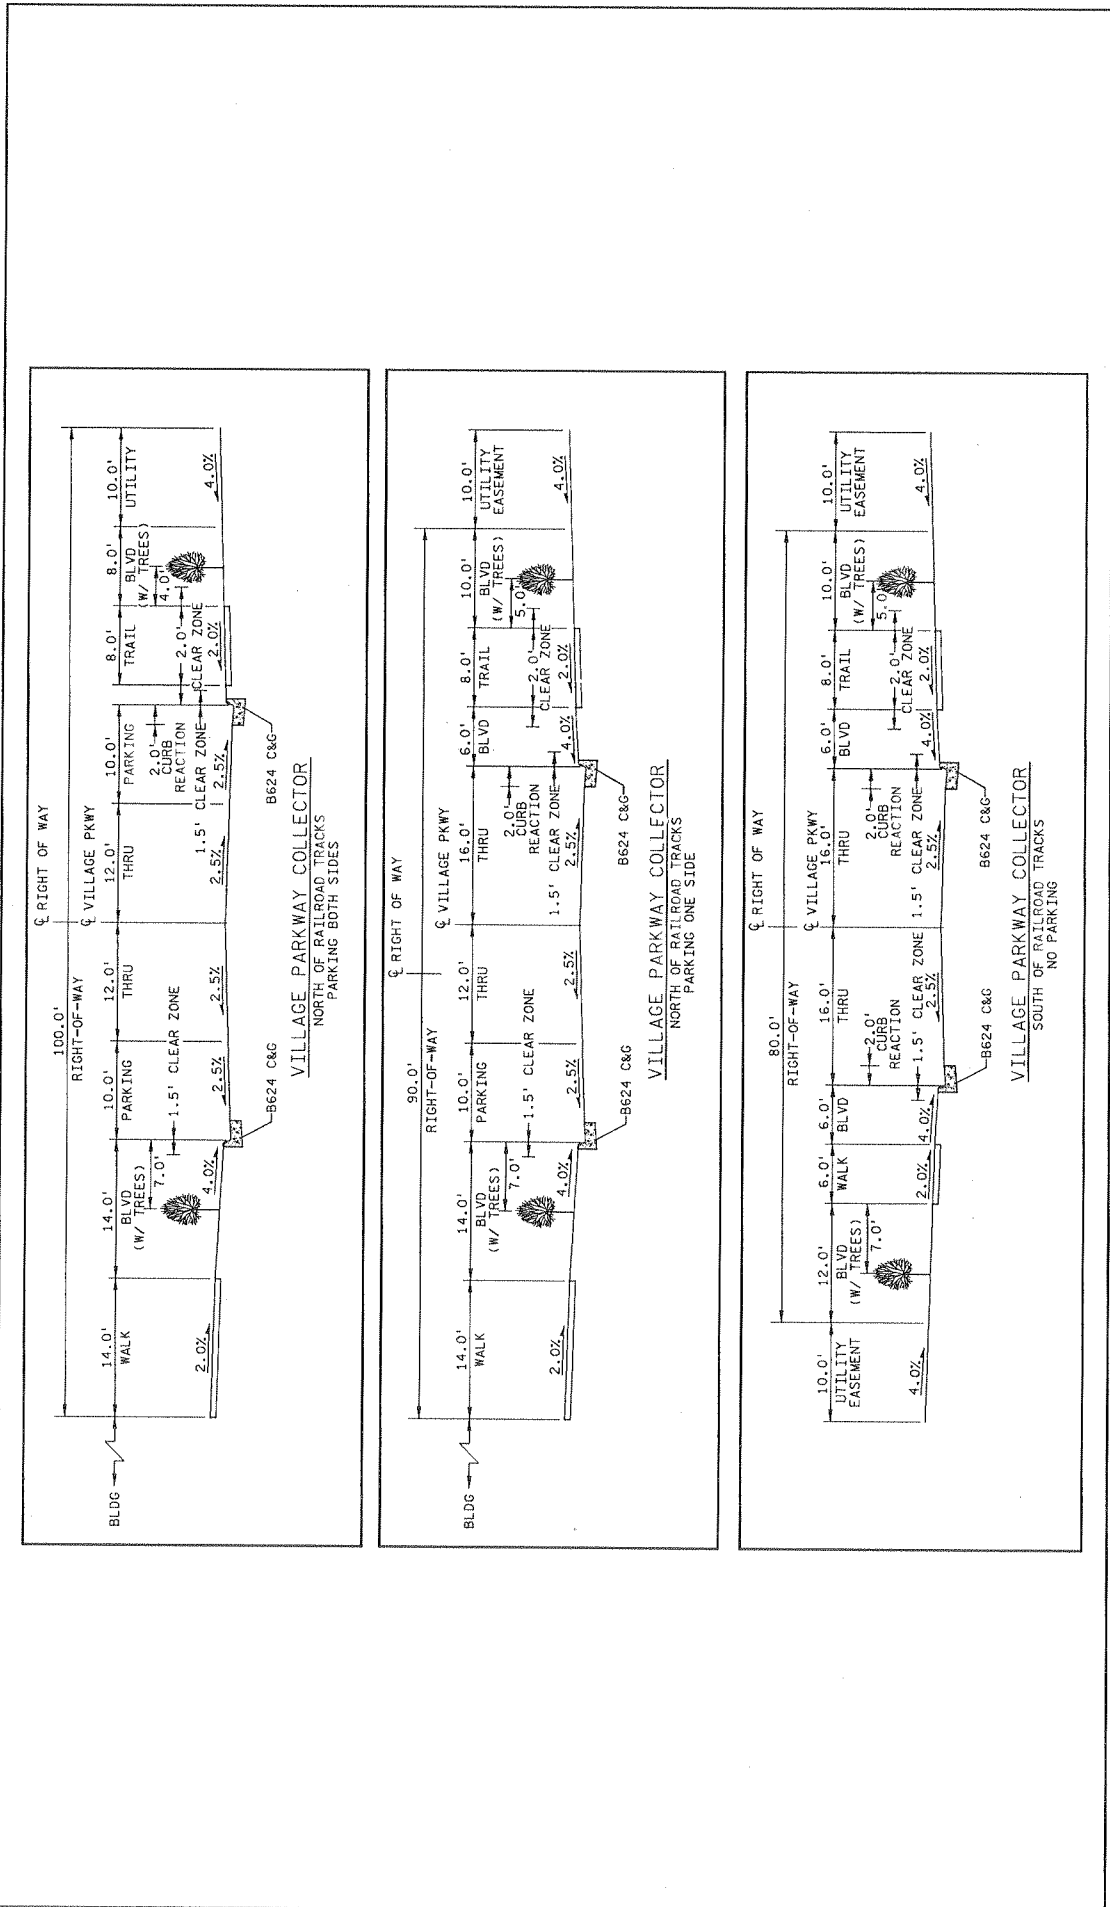 ℄ RIGHT OF WAY
100.0'
RIGHT-OF-WAY
℄ VILLAGE PKWY
BLDG
14.0'
WALK
14.0'
BLVD
(W/ TREES)
10.0'
PARKING
12.0'
THRU
12.0'
THRU
10.0'
PARKING
8.0'
TRAIL
8.0'
BLVD
(W/ TREES)
10.0'
UTILITY
7.0'
1.5' CLEAR ZONE
2.0'
CURB
REACTION
1.5' CLEAR ZONE
2.0'
CLEAR ZONE
4.0'
2.0%
4.0%
2.5%
2.5%
2.5%
2.5%
2.0%
4.0%
B624 C&G
B624 C&G
VILLAGE PARKWAY COLLECTOR
NORTH OF RAILROAD TRACKS
PARKING BOTH SIDES
℄ RIGHT OF WAY
90.0'
RIGHT-OF-WAY
℄ VILLAGE PKWY
BLDG
14.0'
WALK
14.0'
BLVD
(W/ TREES)
10.0'
PARKING
12.0'
THRU
16.0'
THRU
6.0'
BLVD
8.0'
TRAIL
10.0'
BLVD
(W/ TREES)
10.0'
UTILITY
EASEMENT
7.0'
1.5' CLEAR ZONE
2.0'
CURB
REACTION
1.5' CLEAR ZONE
2.0'
CLEAR ZONE
5.0'
2.0%
4.0%
2.5%
2.5%
2.5%
4.0%
2.0%
4.0%
B624 C&G
B624 C&G
VILLAGE PARKWAY COLLECTOR
NORTH OF RAILROAD TRACKS
PARKING ONE SIDE
℄ RIGHT OF WAY
80.0'
RIGHT-OF-WAY
℄ VILLAGE PKWY
10.0'
UTILITY
EASEMENT
12.0'
BLVD
(W/ TREES)
6.0'
WALK
6.0'
BLVD
16.0'
THRU
16.0'
THRU
6.0'
BLVD
8.0'
TRAIL
10.0'
BLVD
(W/ TREES)
10.0'
UTILITY
EASEMENT
7.0'
2.0'
CURB
REACTION
1.5' CLEAR ZONE
2.0'
CURB
REACTION
1.5' CLEAR ZONE
2.0'
CLEAR ZONE
5.0'
4.0%
2.0%
4.0%
2.5%
2.5%
4.0%
2.0%
4.0%
B624 C&G
B624 C&G
VILLAGE PARKWAY COLLECTOR
SOUTH OF RAILROAD TRACKS
NO PARKING